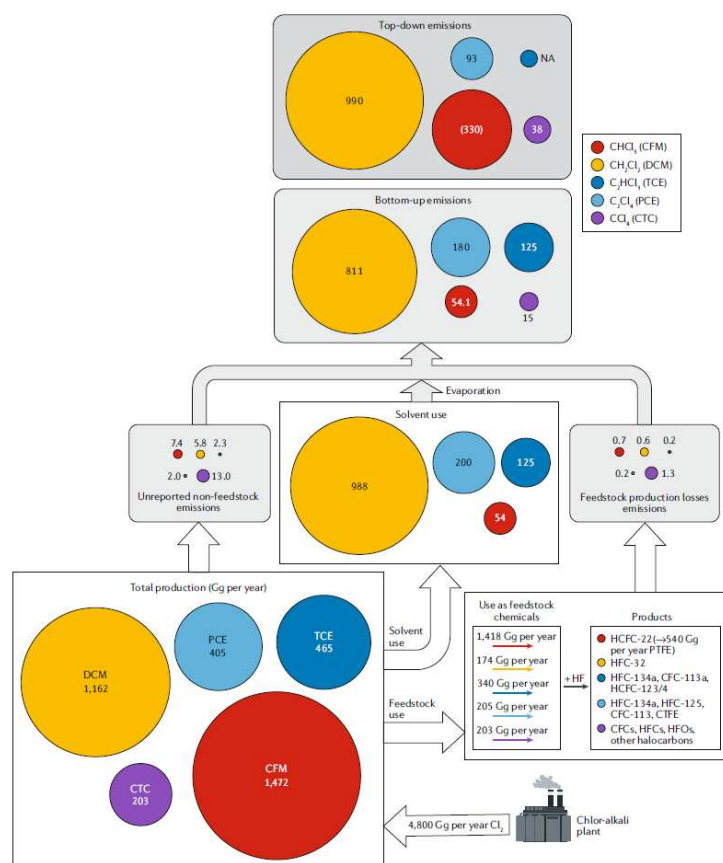 Top-down emissions
990
93
NA
(330)
38
CHCl₃ (CFM)
CH₂Cl₂ (DCM)
C₂HCl₃ (TCE)
C₂Cl₄ (PCE)
CCl₄ (CTC)
Bottom-up emissions
811
180
125
54.1
15
Evaporation
7.4 5.8 2.3
2.0 13.0
Unreported non-feedstock
emissions
Solvent use
988
200
125
54
0.7 0.6 0.2
0.2 1.3
Feedstock production losses
emissions
Total production (Gg per year)
DCM
1,162
PCE
405
TCE
465
CTC
203
CFM
1,472
Solvent
use
Feedstock
use
Use as feedstock
chemicals
1,418 Gg per year
174 Gg per year
340 Gg per year
205 Gg per year
203 Gg per year
+ HF
Products
HCFC-22 (→540 Gg
per year PTFE)
HFC-32
HFC-134a, CFC-113a,
HCFC-123/4
HFC-134a, HFC-125,
CFC-113, CTFE
CFCs, HFCs, HFOs,
other halocarbons
4,800 Gg per year Cl₂
Chlor-alkali
plant